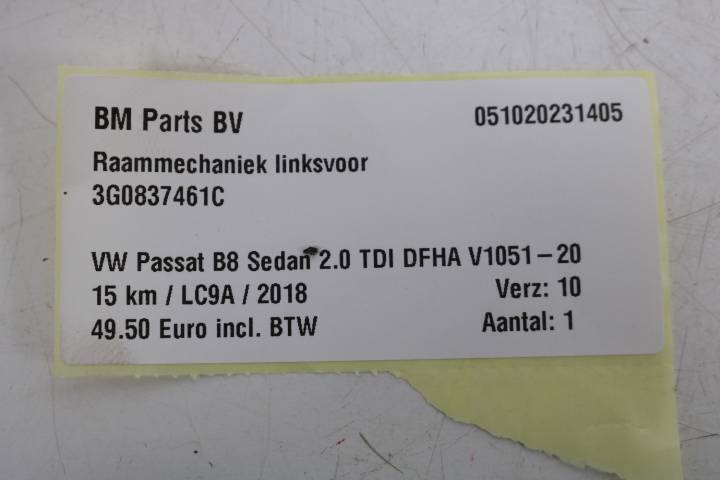 BM Parts BV 051020231405
Raammechaniek linksvoor
3G0837461C
VW Passat B8 Sedan 2.0 TDI DFHA V1051-20
15 km / LC9A / 2018 Verz: 10
49.50 Euro incl. BTW Aantal: 1